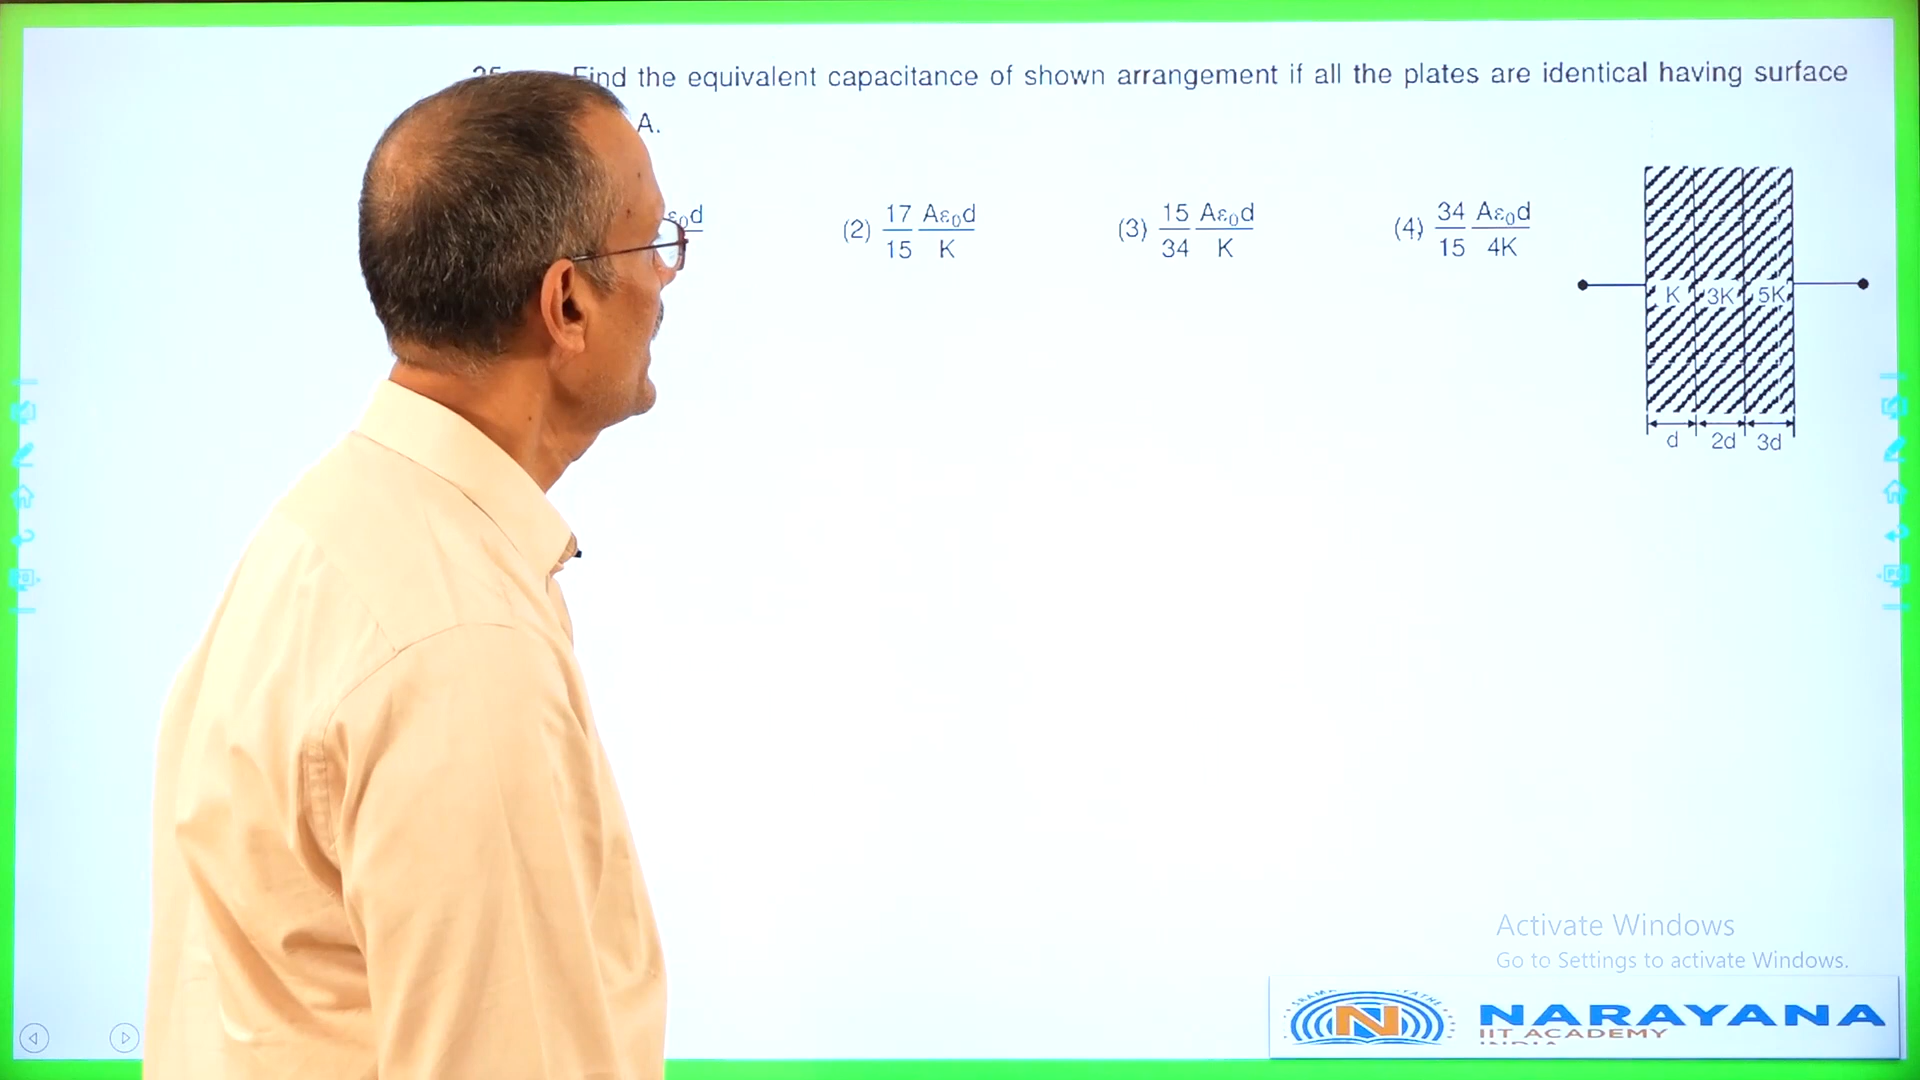 Find the equivalent capacitance of shown arrangement if all the plates are identical having surface
A.
ε₀d
(2) 17/15 Aε₀d/K
(3) 15/34 Aε₀d/K
(4) 34/15 Aε₀d/4K
K 3K 5K
d 2d 3d
Activate Windows
Go to Settings to activate Windows.
N
NARAYANA
IIT ACADEMY